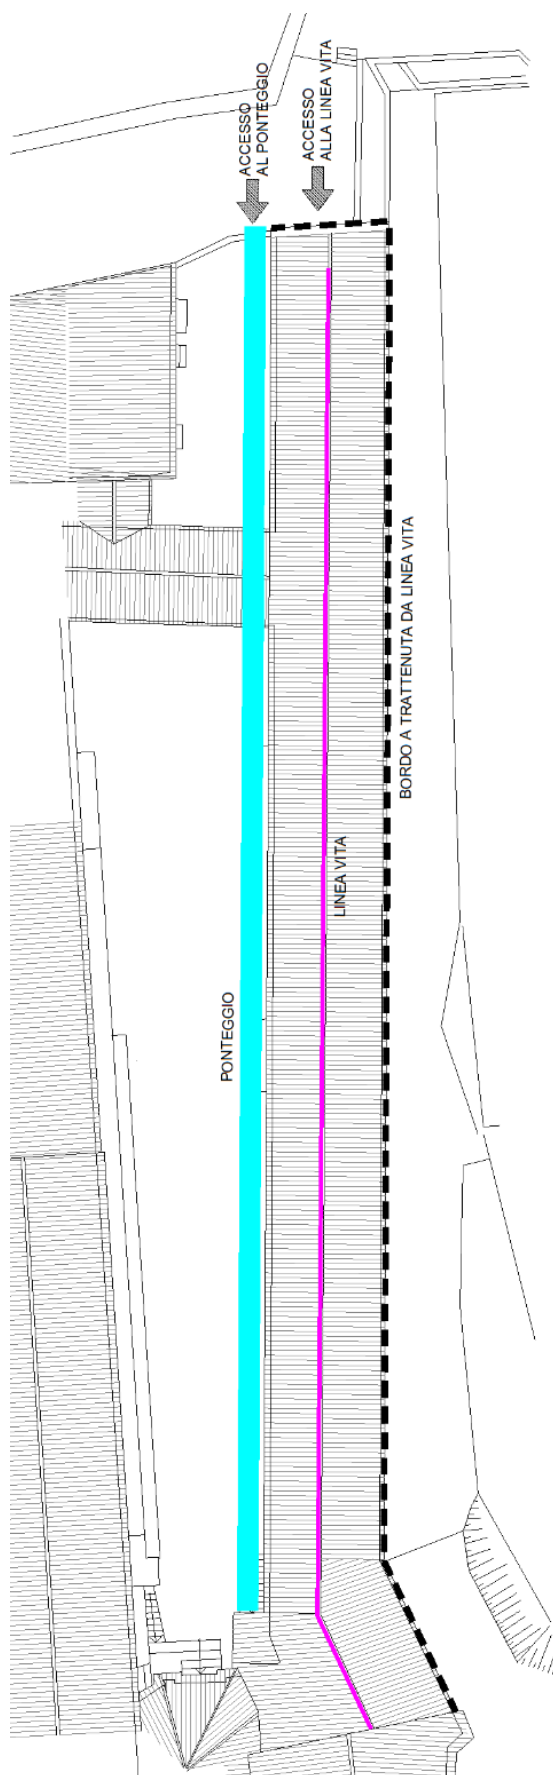 ACCESSO
AL PONTEGGIO
ACCESSO
ALLA LINEA VITA
BORDO A TRATTENUTA DA LINEA VITA
LINEA VITA
PONTEGGIO